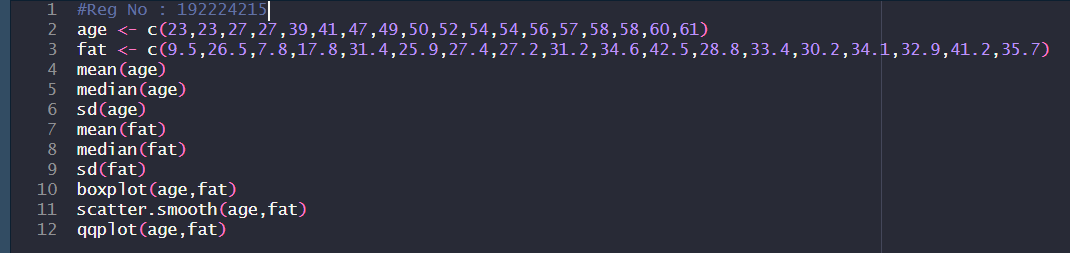 1 #Reg No : 192224215
2 age <- c(23,23,27,27,39,41,47,49,50,52,54,54,56,57,58,58,60,61)
3 fat <- c(9.5,26.5,7.8,17.8,31.4,25.9,27.4,27.2,31.2,34.6,42.5,28.8,33.4,30.2,34.1,32.9,41.2,35.7)
4 mean(age)
5 median(age)
6 sd(age)
7 mean(fat)
8 median(fat)
9 sd(fat)
10 boxplot(age,fat)
11 scatter.smooth(age,fat)
12 qqplot(age,fat)